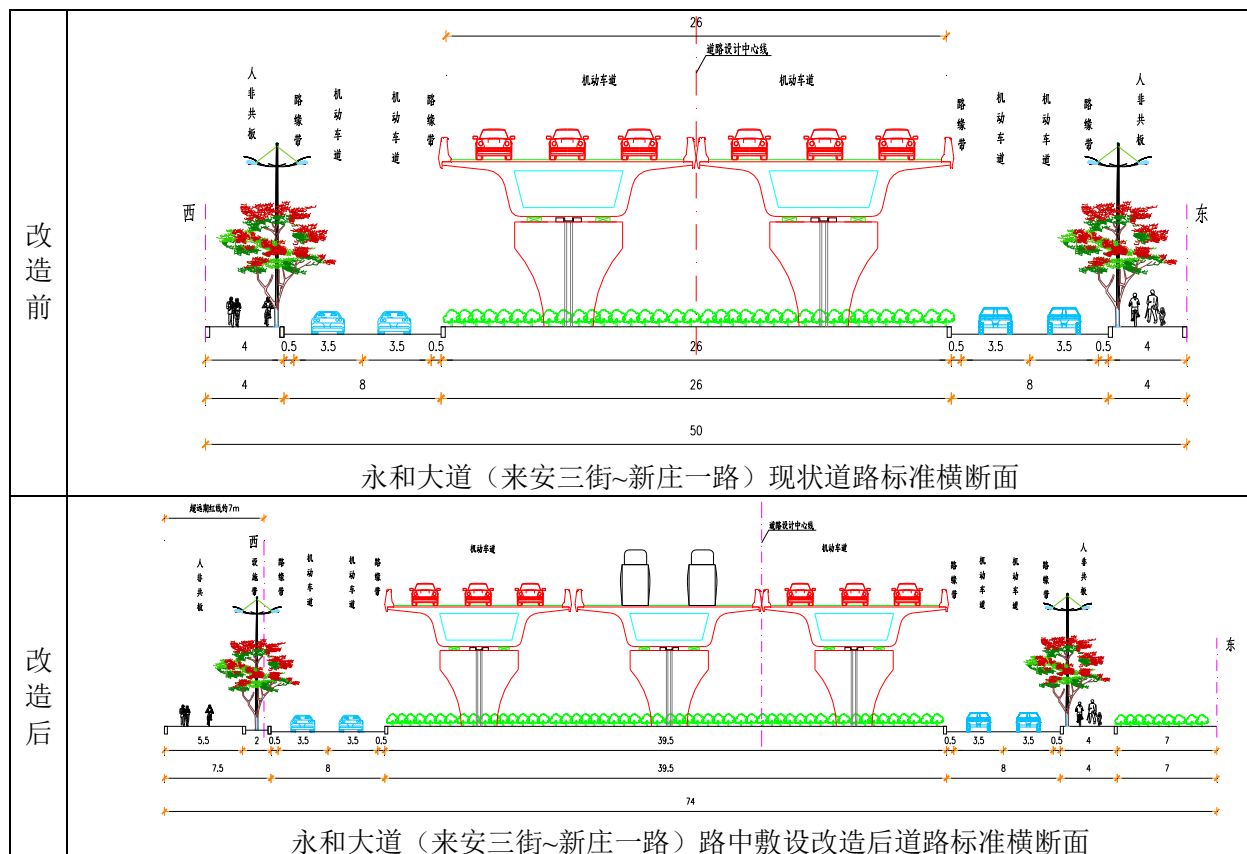 改造前
26
道路设计中心线
机动车道
机动车道
人非共板
路缘带
机动车道
机动车道
路缘带
路缘带
机动车道
机动车道
路缘带
人非共板
西
东
4 0.5 3.5 3.5 0.5 26 0.5 3.5 3.5 0.5 4
4 8 26 8 4
50
永和大道（来安三街~新庄一路）现状道路标准横断面
改造后
超远期红线约7m
道路设计中心线
西
人非共板
设施带
路缘带
机动车道
机动车道
路缘带
机动车道
机动车道
路缘带
机动车道
机动车道
路缘带
人非共板
东
5.5 2 0.5 3.5 3.5 0.5 39.5 0.5 3.5 3.5 0.5 4 7
7.5 8 39.5 8 4 7
74
永和大道（来安三街~新庄一路）路中敷设改造后道路标准横断面